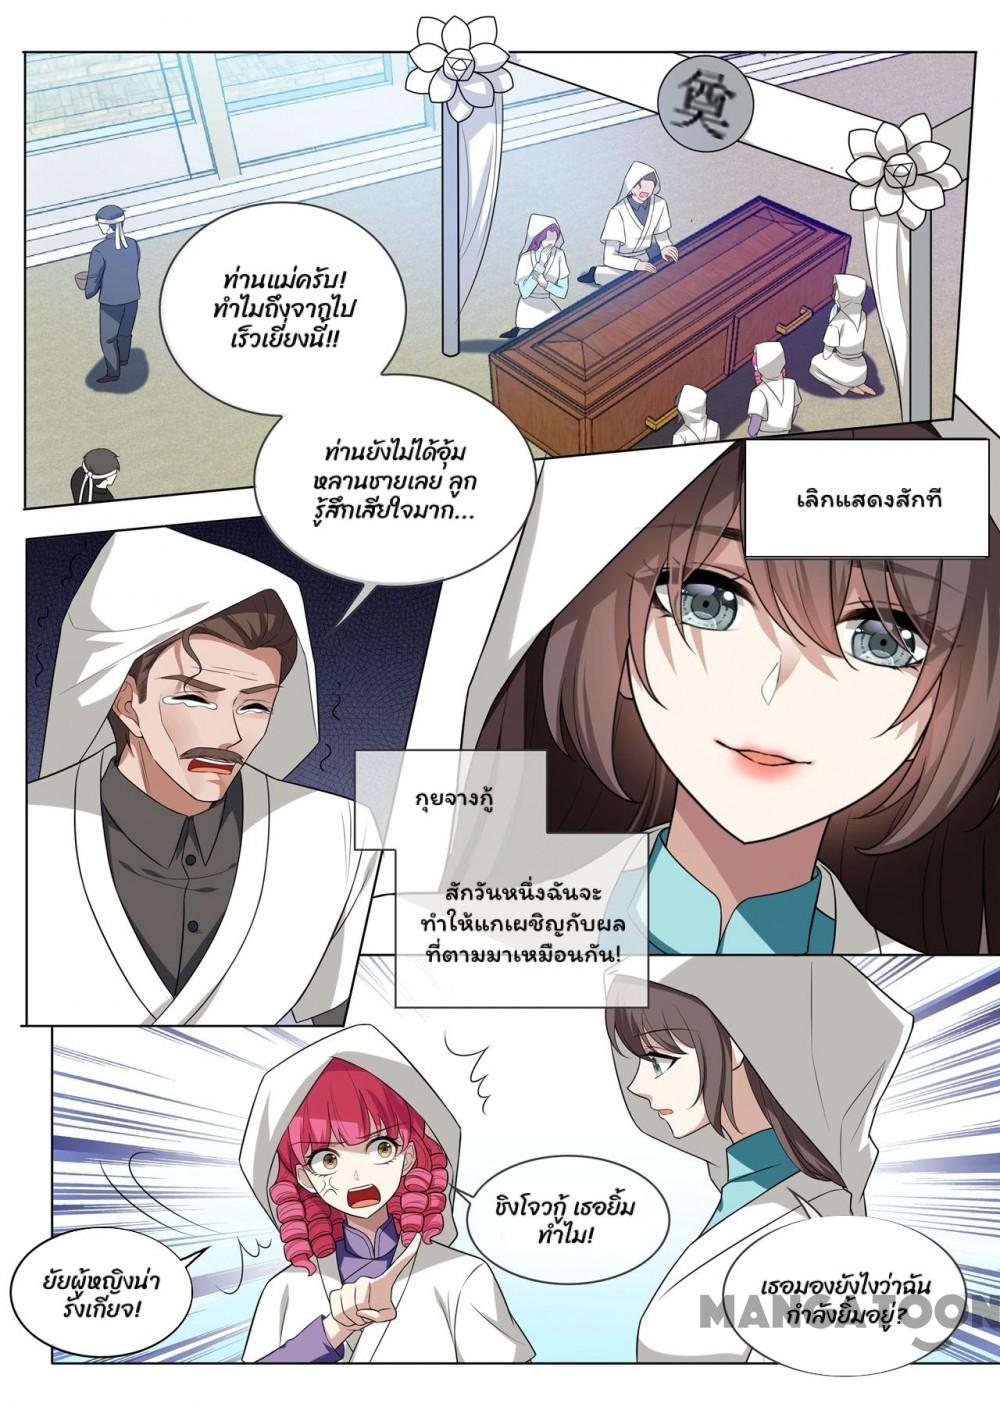 奠
ท่านแม่ครับ!
ทำไมถึงจากไป
เร็วเยี่ยงนี้!!
ท่านยังไม่ได้อุ้ม
หลานชายเลย ลูก
รู้สึกเสียใจมาก...
เลิกแสดงสักที
กุยจางกู้
สักวันหนึ่งฉันจะ
ทำให้แกเผชิญกับผล
ที่ตามมาเหมือนกัน!
ชิงโจวกู้ เธอยิ้ม
ทำไม!
ยัยผู้หญิงน่า
รังเกียจ!
เธอมองยังไงว่าฉัน
กำลังยิ้มอยู่?
MANGATOON